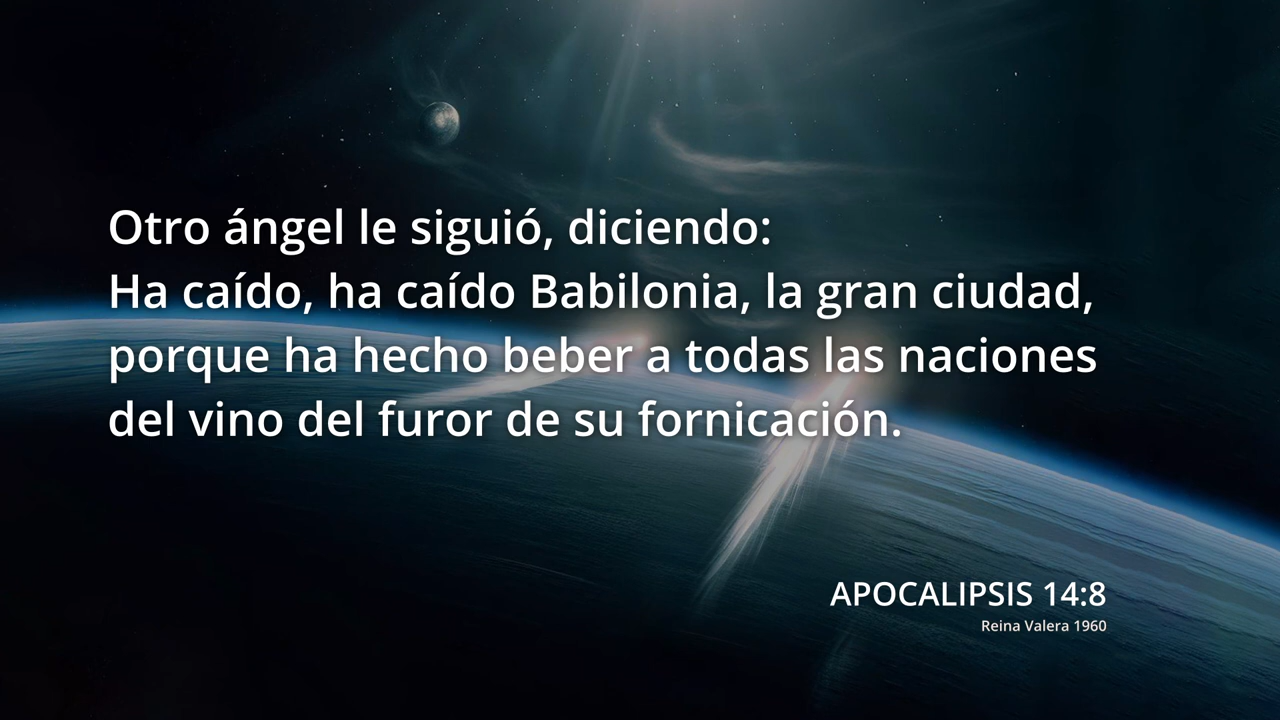 Otro ángel le siguió, diciendo:
Ha caído, ha caído Babilonia, la gran ciudad,
porque ha hecho beber a todas las naciones
del vino del furor de su fornicación.
APOCALIPSIS 14:8
Reina Valera 1960